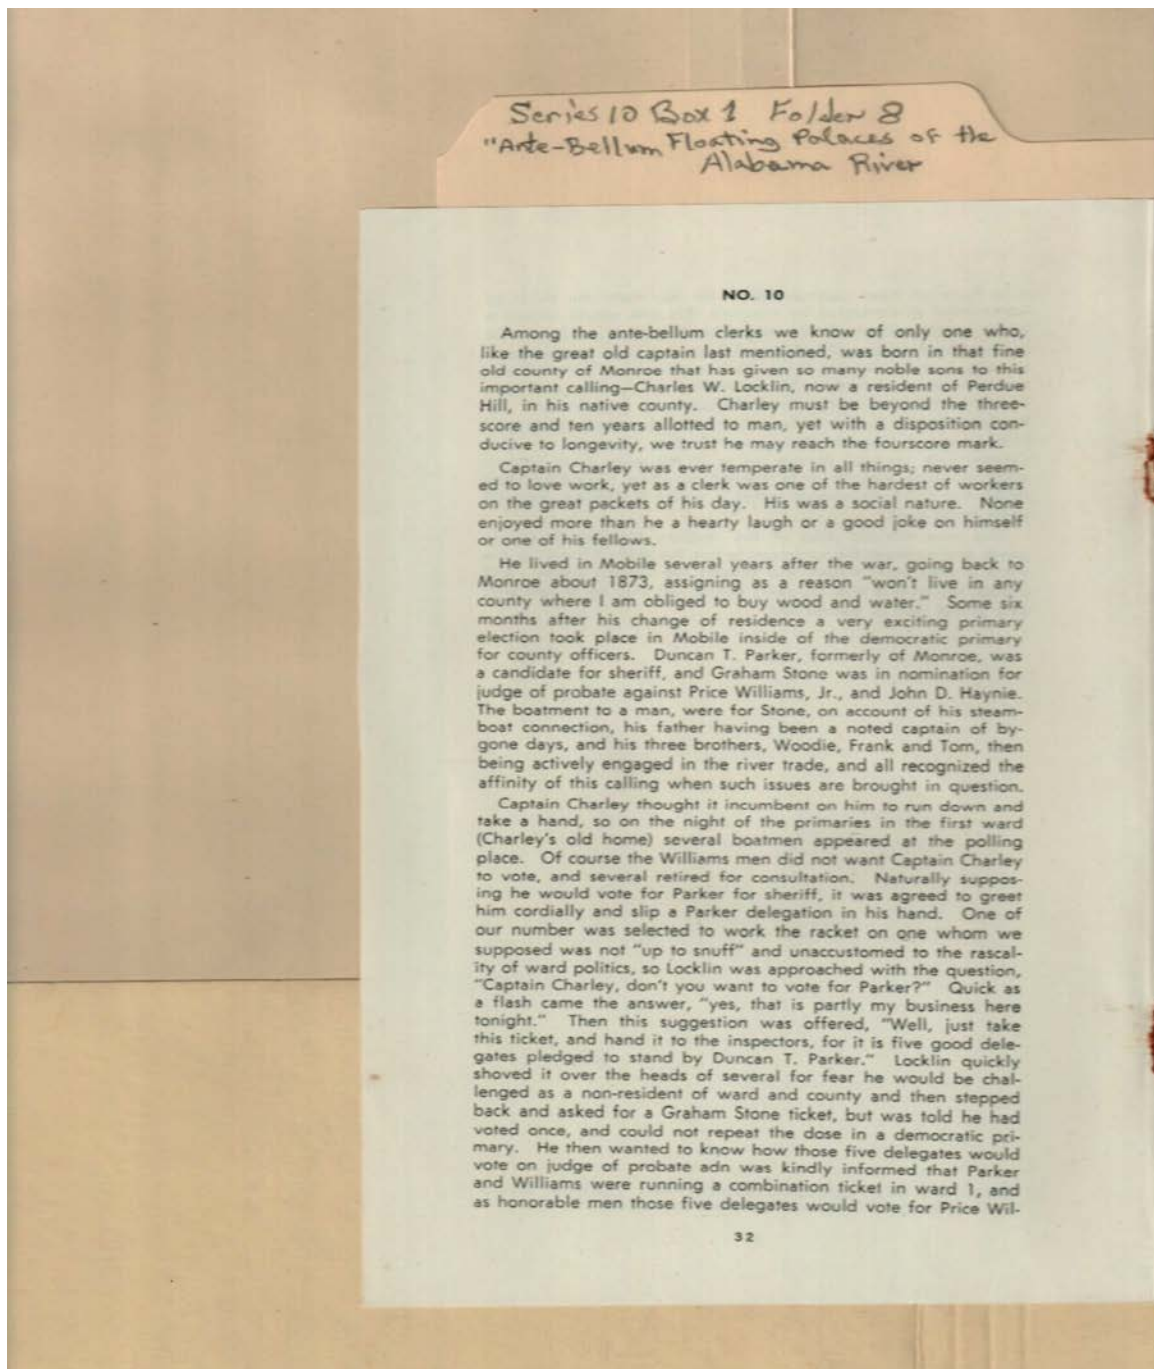 Series 10 Box 1 Folder 8
"Ante-Bellum Floating Palaces of the
Alabama River
NO. 10
Among the ante-bellum clerks we know of only one who,
like the great old captain last mentioned, was born in that fine
old county of Monroe that has given so many noble sons to this
important calling—Charles W. Locklin, now a resident of Perdue
Hill, in his native county. Charley must be beyond the three-
score and ten years allotted to man, yet with a disposition con-
ducive to longevity, we trust he may reach the fourscore mark.
Captain Charley was ever temperate in all things; never seem-
ed to love work, yet as a clerk was one of the hardest of workers
on the great packets of his day. His was a social nature. None
enjoyed more than he a hearty laugh or a good joke on himself
or one of his fellows.
He lived in Mobile several years after the war, going back to
Monroe about 1873, assigning as a reason "won't live in any
county where I am obliged to buy wood and water." Some six
months after his change of residence a very exciting primary
election took place in Mobile inside of the democratic primary
for county officers. Duncan T. Parker, formerly of Monroe, was
a candidate for sheriff, and Graham Stone was in nomination for
judge of probate against Price Williams, Jr., and John D. Haynie.
The boatment to a man, were for Stone, on account of his steam-
boat connection, his father having been a noted captain of by-
gone days, and his three brothers, Woodie, Frank and Tom, then
being actively engaged in the river trade, and all recognized the
affinity of this calling when such issues are brought in question.
Captain Charley thought it incumbent on him to run down and
take a hand, so on the night of the primaries in the first ward
(Charley's old home) several boatmen appeared at the polling
place. Of course the Williams men did not want Captain Charley
to vote, and several retired for consultation. Naturally suppos-
ing he would vote for Parker for sheriff, it was agreed to greet
him cordially and slip a Parker delegation in his hand. One of
our number was selected to work the racket on one whom we
supposed was not "up to snuff" and unaccustomed to the rascal-
ity of ward politics, so Locklin was approached with the question,
"Captain Charley, don't you want to vote for Parker?" Quick as
a flash came the answer, "yes, that is partly my business here
tonight." Then this suggestion was offered, "Well, just take
this ticket, and hand it to the inspectors, for it is five good dele-
gates pledged to stand by Duncan T. Parker." Locklin quickly
shoved it over the heads of several for fear he would be chal-
lenged as a non-resident of ward and county and then stepped
back and asked for a Graham Stone ticket, but was told he had
voted once, and could not repeat the dose in a democratic pri-
mary. He then wanted to know how those five delegates would
vote on judge of probate adn was kindly informed that Parker
and Williams were running a combination ticket in ward 1, and
as honorable men those five delegates would vote for Price Wil-
32